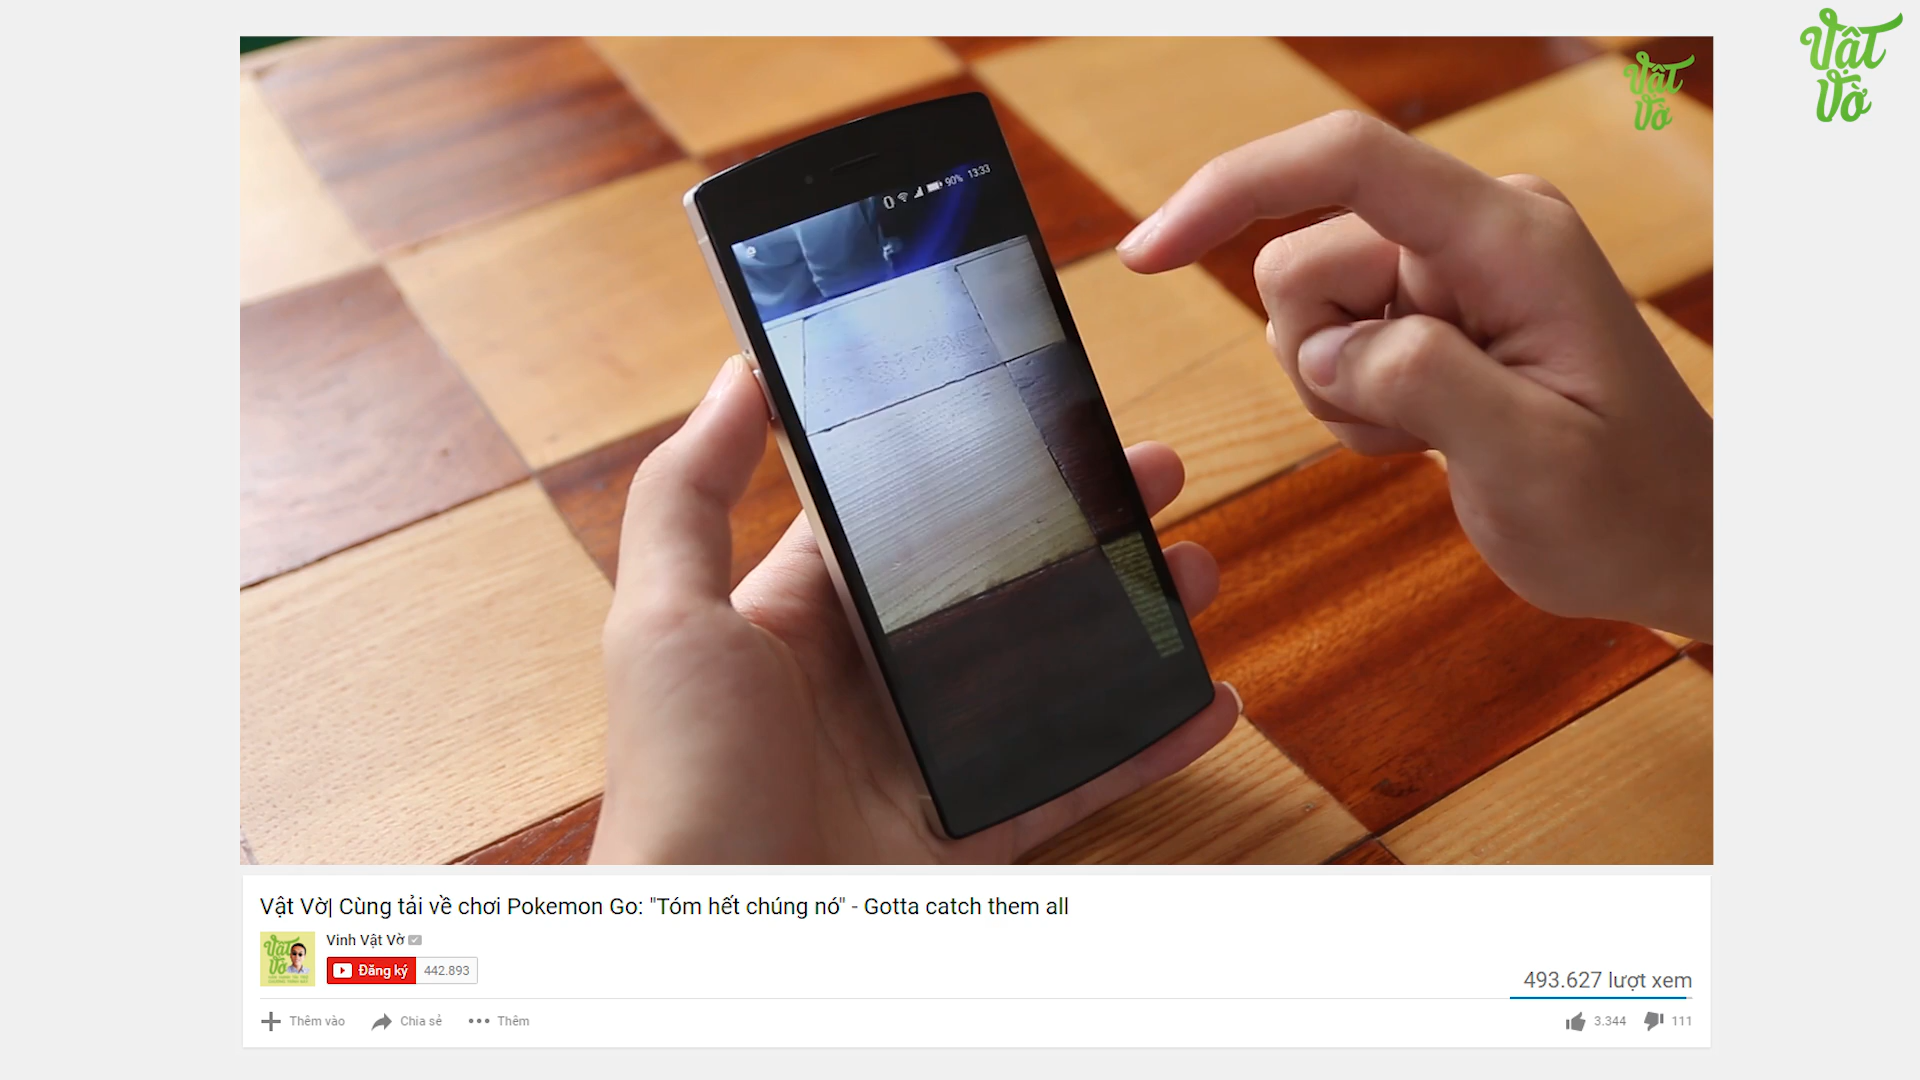 Vật
Vờ
Vật
Vờ
90% 13:33
Vật Vờ| Cùng tải về chơi Pokemon Go: "Tóm hết chúng nó" - Gotta catch them all
Vật
Vờ
Vinh Vật Vờ
Đăng ký 442.893
493.627 lượt xem
Thêm vào Chia sẻ Thêm 3.344 111